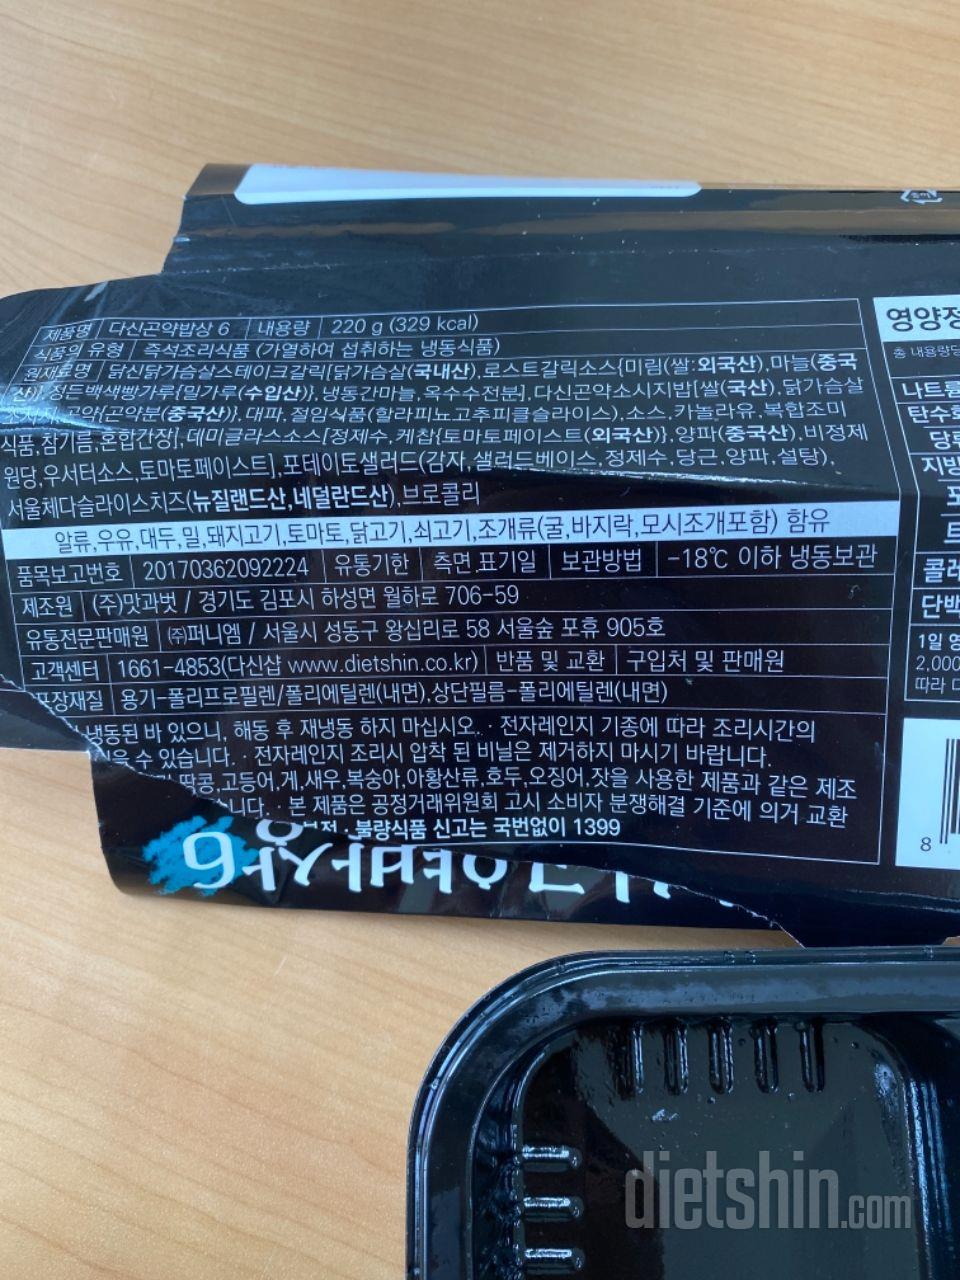 제품명 다신곤약밥상 6 내용량 220 g (329 kcal)
식품의 유형 즉석조리식품 (가열하여 섭취하는 냉동식품)
원재료명 닭신닭가슴살스테이크갈릭[닭가슴살(국내산),로스트갈릭소스{미림(쌀:외국산),마늘(중국
산)},정든백색빵가루{밀가루(수입산)},냉동간마늘,옥수수전분],다신곤약소시지밥[쌀(국산),닭가슴살
곤약{곤약분(중국산)},대파,절임식품(할라피뇨고추피클슬라이스),소스,카놀라유,복합조미
식품,참기름,혼합간장],데미글라스소스[정제수,케찹{토마토페이스트(외국산)},양파(중국산),비정제
원당,우서터소스,토마토페이스트],포테이토샐러드(감자,샐러드베이스,정제수,당근,양파,설탕),
서울체다슬라이스치즈(뉴질랜드산,네덜란드산),브로콜리
알류,우유,대두,밀,돼지고기,토마토,닭고기,쇠고기,조개류(굴,바지락,모시조개포함) 함유
품목보고번호 20170362092224 유통기한 측면 표기일 보관방법 -18℃ 이하 냉동보관
제조원 (주)맛과벗 / 경기도 김포시 하성면 월하로 706-59
유통전문판매원 ㈜퍼니엠 / 서울시 성동구 왕십리로 58 서울숲 포휴 905호
고객센터 1661-4853(다신샵 www.dietshin.co.kr) 반품 및 교환 구입처 및 판매원
포장재질 용기-폴리프로필렌/폴리에틸렌(내면),상단필름-폴리에틸렌(내면)
냉동된 바 있으니, 해동 후 재냉동 하지 마십시오. · 전자레인지 기종에 따라 조리시간의
수 있습니다. · 전자레인지 조리시 압착 된 비닐은 제거하지 마시기 바랍니다.
땅콩,고등어,게,새우,복숭아,아황산류,호두,오징어,잣을 사용한 제품과 같은 제조
니다. · 본 제품은 공정거래위원회 고시 소비자 분쟁해결 기준에 의거 교환
· 불량식품 신고는 국번없이 1399
영양정
총 내용량당
나트륨
탄수화
당류
지방
포
트
콜레
단백
1일 영
2,000
따라 다
8
6
dietshin.com